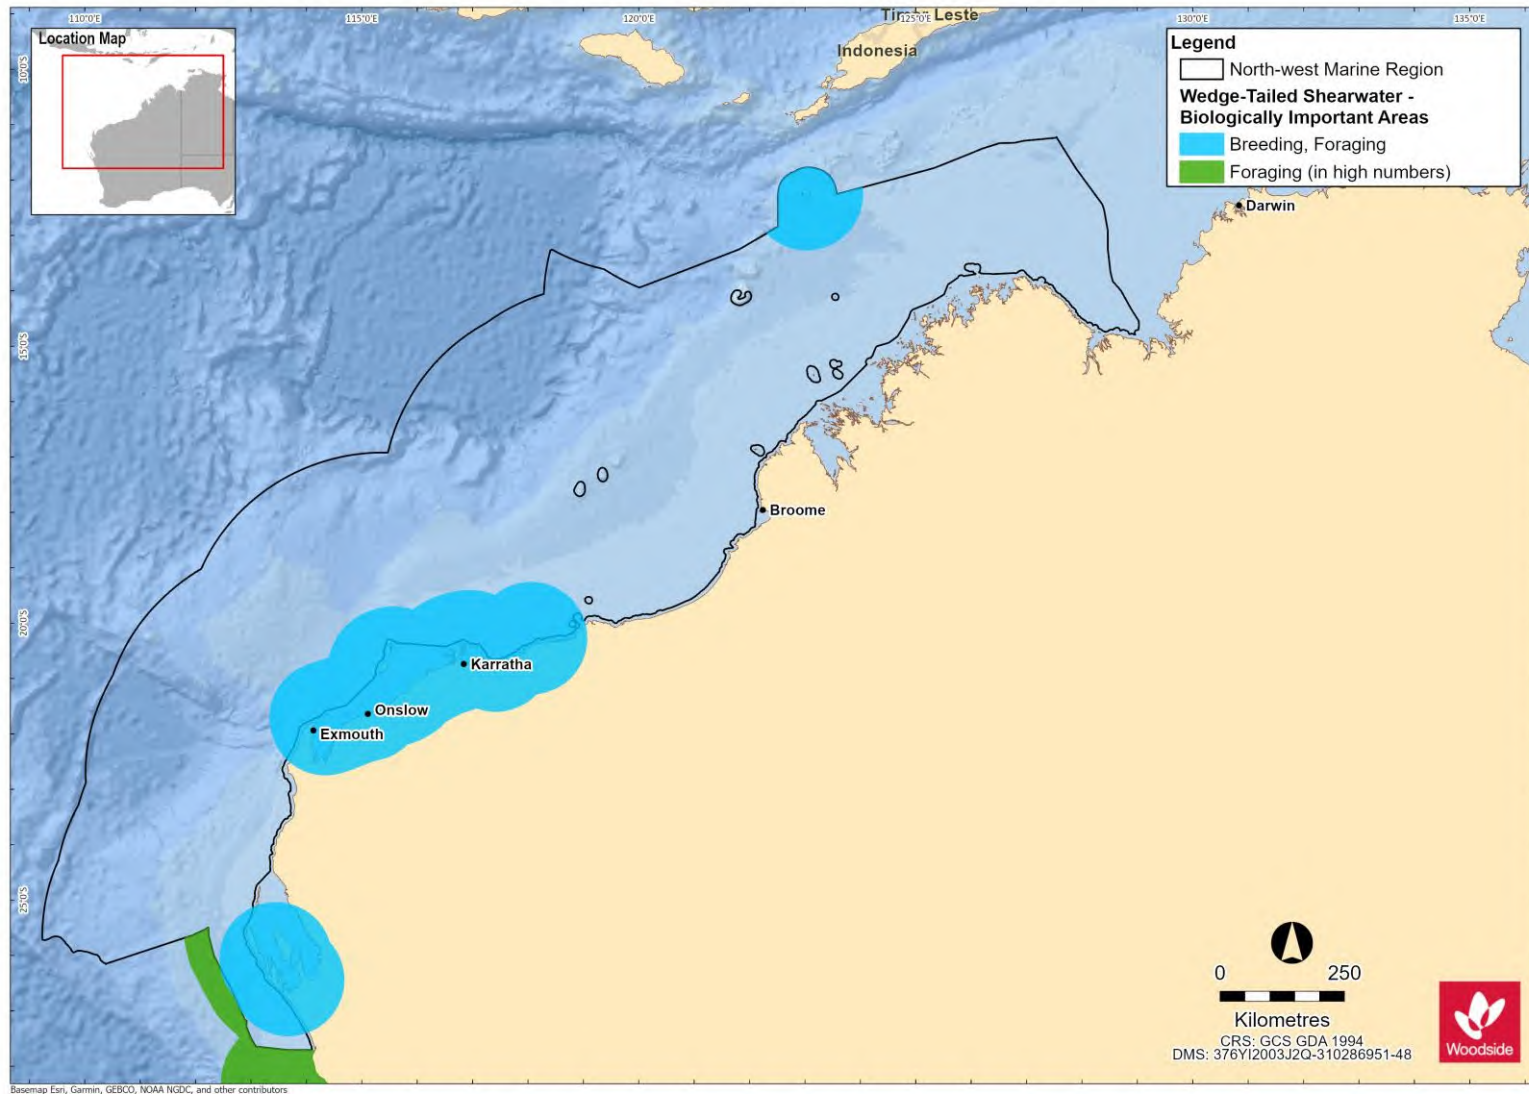 110°0'E
115°0'E
120°0'E
125°0'E
130°0'E
135°0'E
Location Map
Legend
North-west Marine Region
Wedge-Tailed Shearwater -
Biologically Important Areas
Breeding, Foraging
Foraging (in high numbers)
Timor Leste
Indonesia
10°0'S
Darwin
15°0'S
Broome
20°0'S
Karratha
Onslow
Exmouth
25°0'S
0 250
Kilometres
CRS: GCS GDA 1994
DMS: 376YI2003J2Q-310286951-48
Woodside
Basemap Esri, Garmin, GEBCO, NOAA NGDC, and other contributors